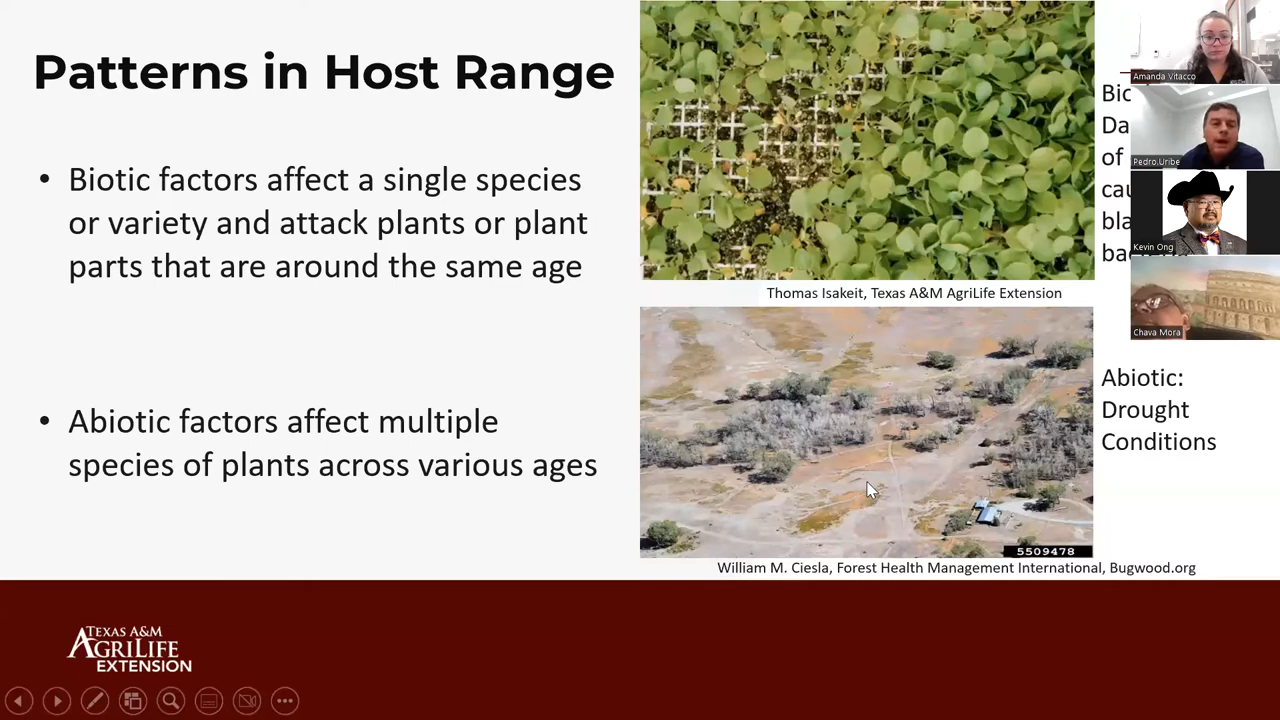 Patterns in Host Range
• Biotic factors affect a single species
or variety and attack plants or plant
parts that are around the same age
• Abiotic factors affect multiple
species of plants across various ages
Thomas Isakeit, Texas A&M AgriLife Extension
5509478
William M. Ciesla, Forest Health Management International, Bugwood.org
of
Abiotic:
Drought
Conditions
Amanda Vitacco
Pedro.Uribe
Kevin Ong
Chava Mora
TEXAS A&M
AGRILIFE
EXTENSION